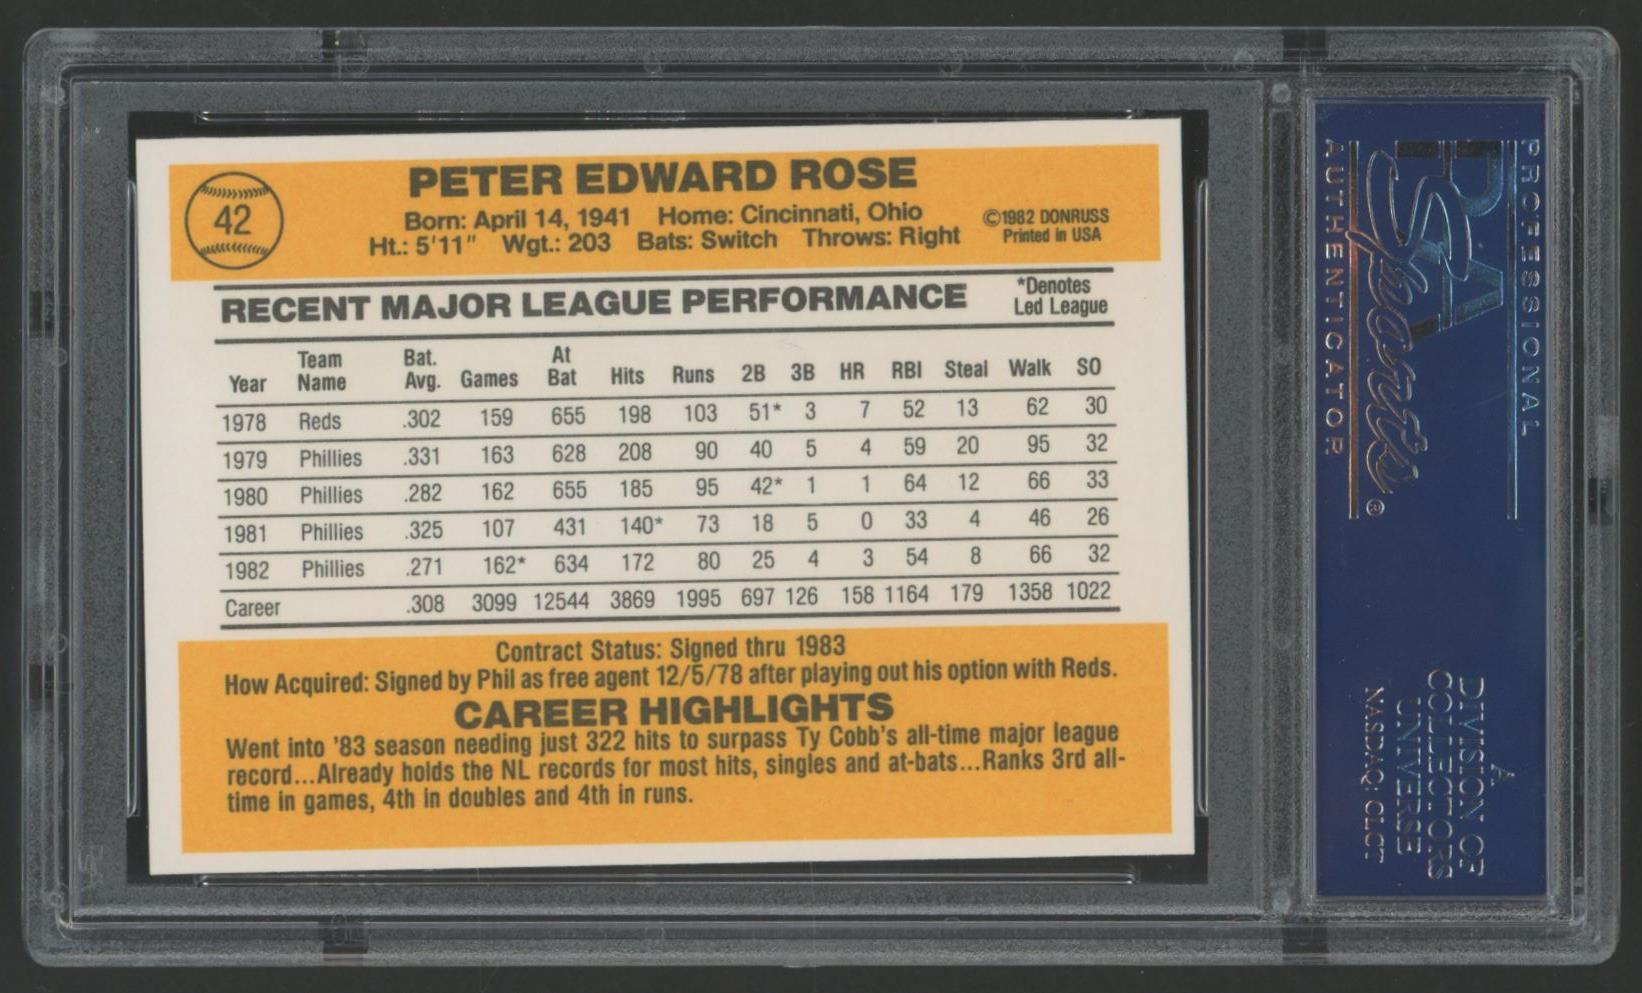 42
PETER EDWARD ROSE
Born: April 14, 1941 Home: Cincinnati, Ohio
Ht.: 5'11" Wgt.: 203 Bats: Switch Throws: Right
©1982 DONRUSS
Printed in USA
RECENT MAJOR LEAGUE PERFORMANCE
*Denotes
Led League
Year Team Name Bat. Avg. Games At Bat Hits Runs 2B 3B HR RBI Steal Walk SO
1978 Reds .302 159 655 198 103 51* 3 7 52 13 62 30
1979 Phillies .331 163 628 208 90 40 5 4 59 20 95 32
1980 Phillies .282 162 655 185 95 42* 1 1 64 12 66 33
1981 Phillies .325 107 431 140* 73 18 5 0 33 4 46 26
1982 Phillies .271 162* 634 172 80 25 4 3 54 8 66 32
Career .308 3099 12544 3869 1995 697 126 158 1164 179 1358 1022
Contract Status: Signed thru 1983
How Acquired: Signed by Phil as free agent 12/5/78 after playing out his option with Reds.
CAREER HIGHLIGHTS
Went into '83 season needing just 322 hits to surpass Ty Cobb's all-time major league
record...Already holds the NL records for most hits, singles and at-bats...Ranks 3rd all-
time in games, 4th in doubles and 4th in runs.
PROFESSIONAL
PSA
Sports®
AUTHENTICATOR
A
DIVISION OF
COLLECTORS
UNIVERSE
NASDAQ: CLCT